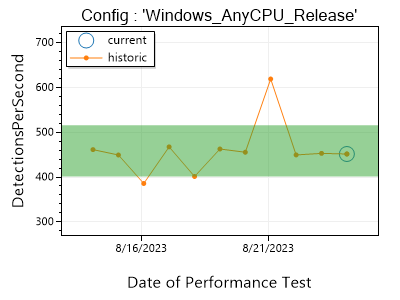 Config : 'Windows_AnyCPU_Release'
current
historic
700
600
500
400
300
DetectionsPerSecond
8/16/2023
8/21/2023
Date of Performance Test